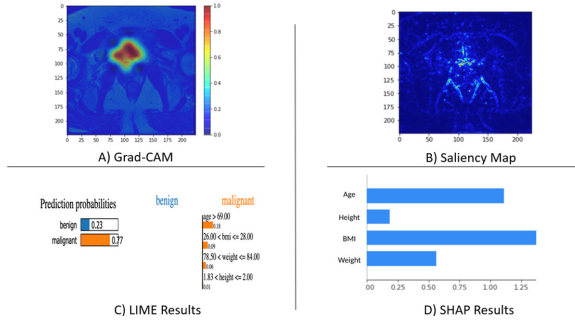 0
25
50
75
100
125
150
175
200
0 25 50 75 100 125 150 175 200
1.0
0.8
0.6
0.4
0.2
0.0
A) Grad-CAM
0
25
50
75
100
125
150
175
200
0 50 100 150 200
B) Saliency Map
Prediction probabilities
benign 0.23
malignant 0.77
benign malignant
age > 69.00
0.18
26.00 < bmi <= 28.00
0.09
78.50 < weight <= 84.00
0.06
1.83 < height <= 2.00
0.01
C) LIME Results
Age
Height
BMI
Weight
.00 0.25 0.50 0.75 1.00 1.25
D) SHAP Results